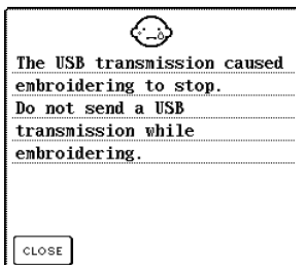 The USB transmission caused
embroidering to stop.
Do not send a USB
transmission while
embroidering.
CLOSE